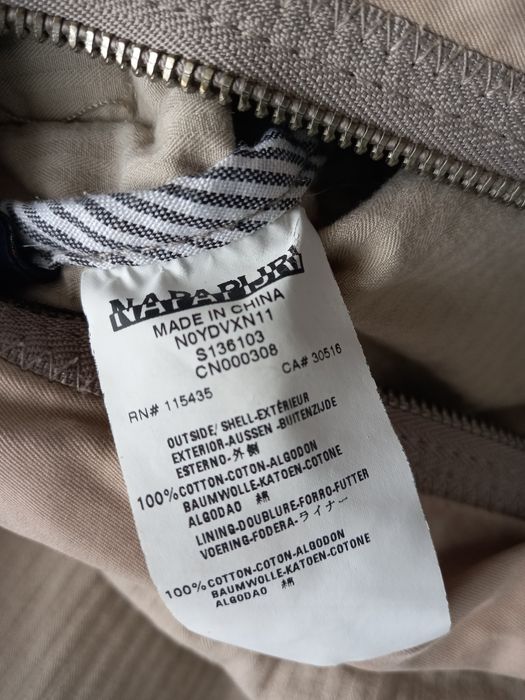 NAPAPIJRI
MADE IN CHINA
N0YDVXN11
S136103
CN000308
RN# 115435 CA# 30516
OUTSIDE/SHELL-EXTÉRIEUR
EXTERIOR-AUSSEN-BUITENZIJDE
ESTERNO-外側
100%COTTON-COTON-ALGODON
BAUMWOLLE-KATOEN-COTONE
ALGODAO 綿
LINING-DOUBLURE-FORRO-FUTTER
VOERING-FODERA-ライナー
100%COTTON-COTON-ALGODON
BAUMWOLLE-KATOEN-COTONE
ALGODAO 綿